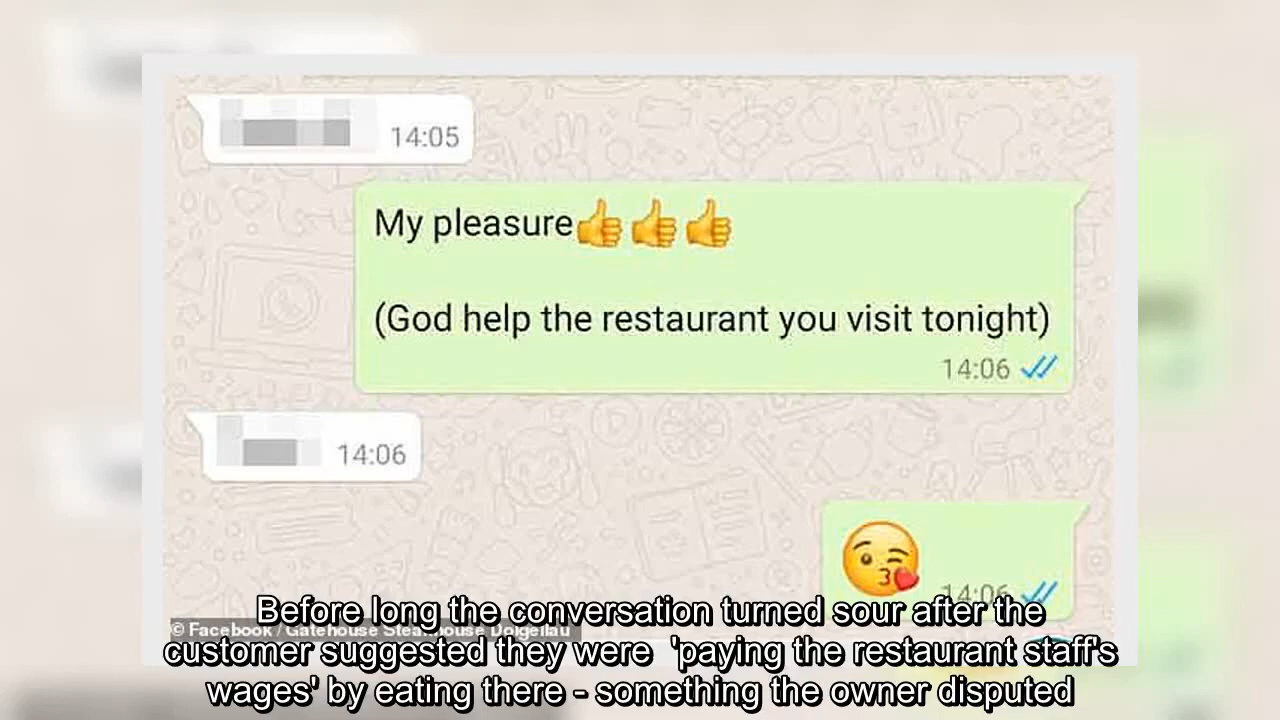 14:05
My pleasure👍👍👍
(God help the restaurant you visit tonight)
14:06
14:06
14:06
© Facebook / Gatehouse Steakhouse Dolgellau
Before long the conversation turned sour after the
customer suggested they were 'paying the restaurant staff's
wages' by eating there - something the owner disputed